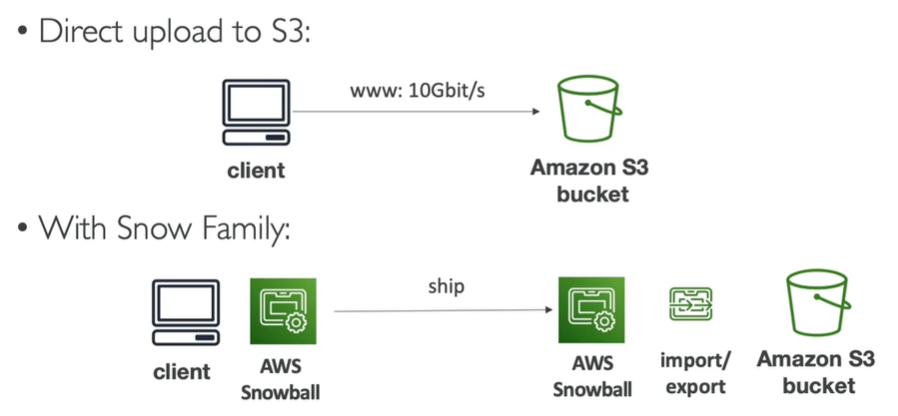 • Direct upload to S3:
www: 10Gbit/s
client
Amazon S3
bucket
• With Snow Family:
ship
client
AWS
Snowball
AWS
Snowball
import/
export
Amazon S3
bucket